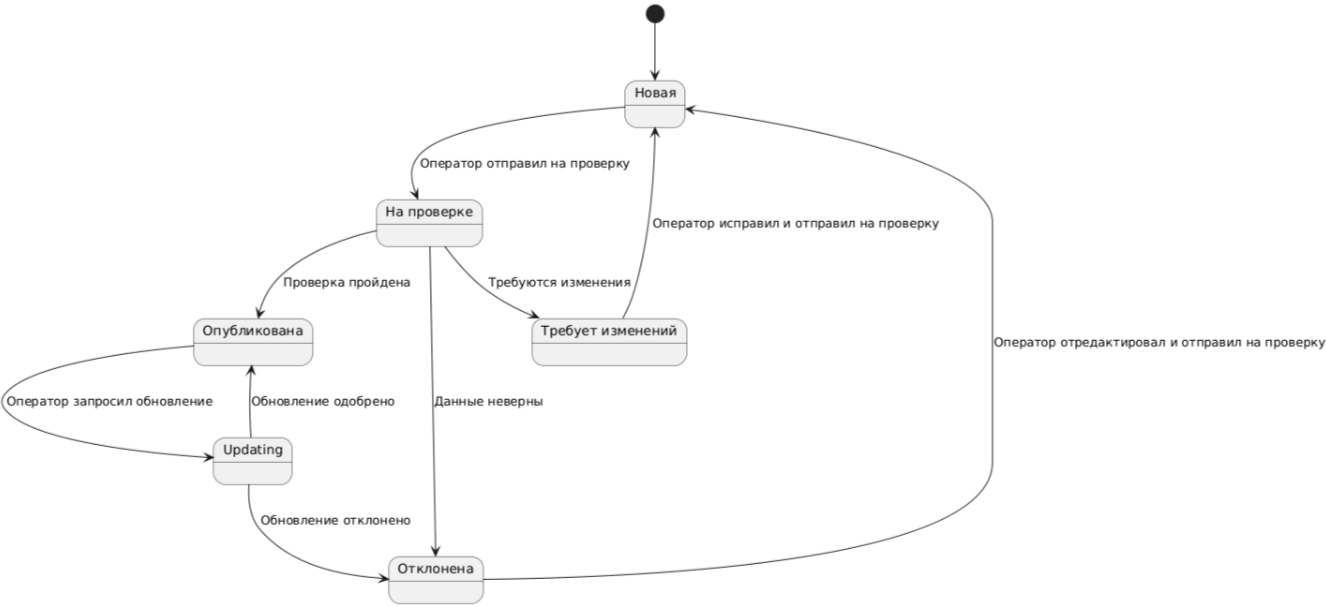 Новая
Оператор отправил на проверку
На проверке
Оператор исправил и отправил на проверку
Проверка пройдена
Требуются изменения
Опубликована
Требует изменений
Оператор отредактировал и отправил на проверку
Оператор запросил обновление
Обновление одобрено
Данные неверны
Updating
Обновление отклонено
Отклонена